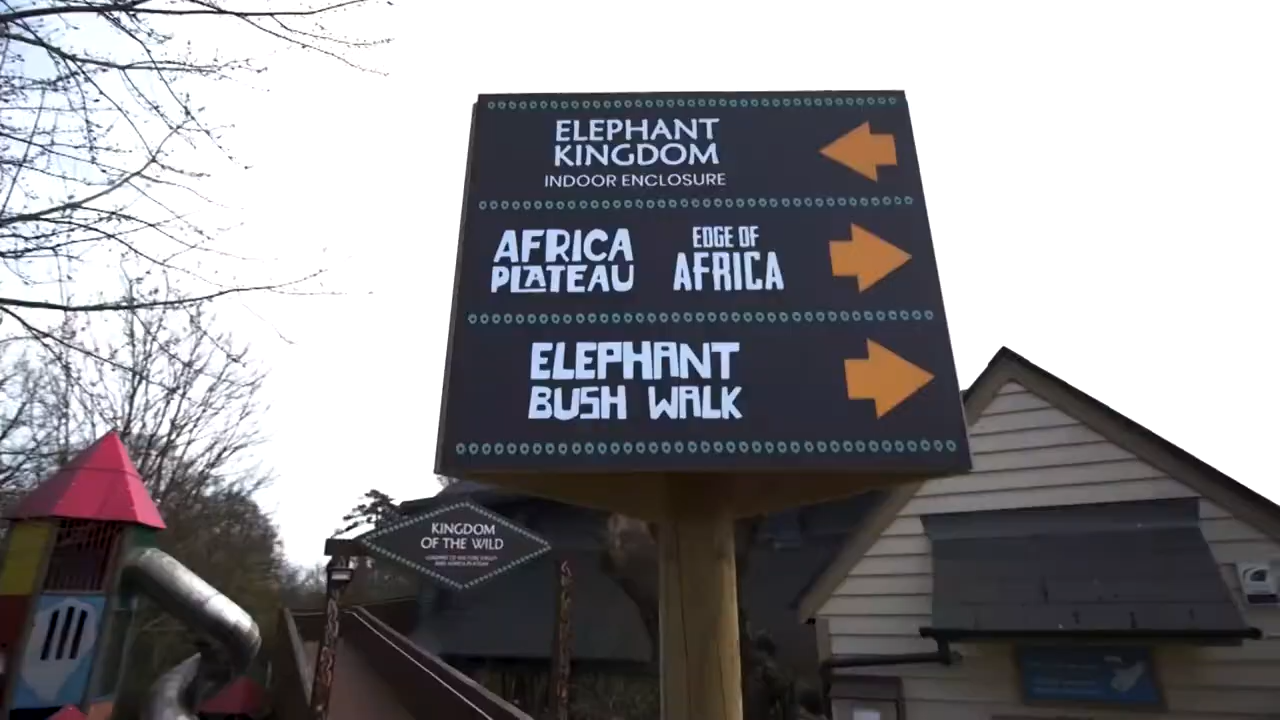 ELEPHANT
KINGDOM
INDOOR ENCLOSURE
AFRICA
PLATEAU
EDGE OF
AFRICA
ELEPHANT
BUSH WALK
KINGDOM
OF THE WILD